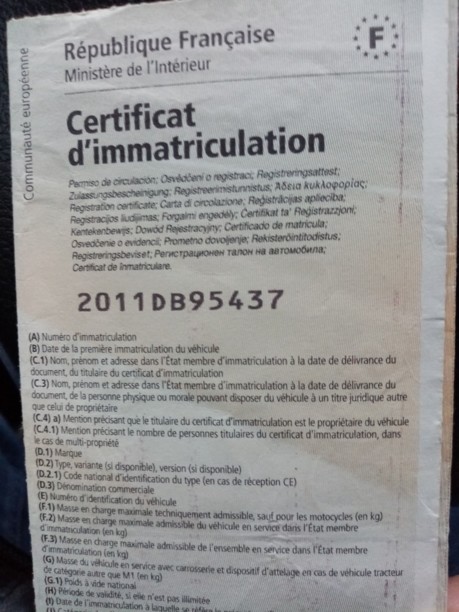 Communauté européenne
République Française
Ministère de l'Intérieur
F
Certificat
d'immatriculation
Permiso de circulación; Osvědčení o registraci; Registreringsattest;
Zulassungsbescheinigung; Registreerimistunnistus; Άδεια κυκλοφορίας;
Registration certificate; Carta di circolazione; Reģistrācijas apliecība;
Registracijos liudijimas; Forgalmi engedély; Ċertifikat ta' Reġistrazzjoni;
Kentekenbewijs; Dowód Rejestracyjny; Certificado de matrícula;
Osvedčenie o evidencii; Prometno dovoljenje; Rekisteröintitodistus;
Registreringsbeviset; Регистрационен талон на автомобила;
Certificat de înmatriculare.
2011DB95437
(A) Numéro d'immatriculation
(B) Date de la première immatriculation du véhicule
(C.1) Nom, prénom et adresse dans l'État membre d'immatriculation à la date de délivrance du
document, du titulaire du certificat d'immatriculation
(C.3) Nom, prénom et adresse dans l'État membre d'immatriculation à la date de délivrance du
document, de la personne physique ou morale pouvant disposer du véhicule à un titre juridique autre
que celui de propriétaire
(C.4) a) Mention précisant que le titulaire du certificat d'immatriculation est le propriétaire du véhicule
(C.4.1) Mention précisant le nombre de personnes titulaires du certificat d'immatriculation, dans
le cas de multi-propriété
(D.1) Marque
(D.2) Type, variante (si disponible), version (si disponible)
(D.2.1) Code national d'identification du type (en cas de réception CE)
(D.3) Dénomination commerciale
(E) Numéro d'identification du véhicule
(F.1) Masse en charge maximale techniquement admissible, sauf pour les motocycles (en kg)
(F.2) Masse en charge maximale admissible du véhicule en service dans l'État membre
d'immatriculation (en kg)
(F.3) Masse en charge maximale admissible de l'ensemble en service dans l'État membre
d'immatriculation (en kg)
(G) Masse du véhicule en service avec carrosserie et dispositif d'attelage en cas de véhicule tracteur
de catégorie autre que M1 (en kg)
(G.1) Poids à vide national
(H) Période de validité, si elle n'est pas illimitée
(I) Date de l'immatriculation à laquelle se réfère le